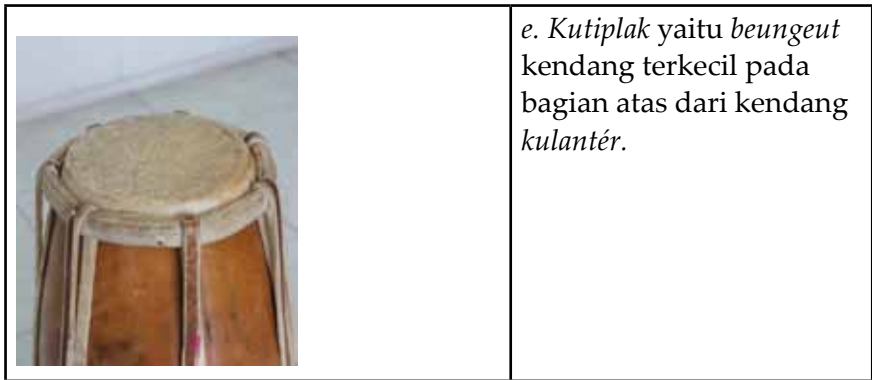 e. Kutiplak yaitu beungeut
kendang terkecil pada
bagian atas dari kendang
kulantér.